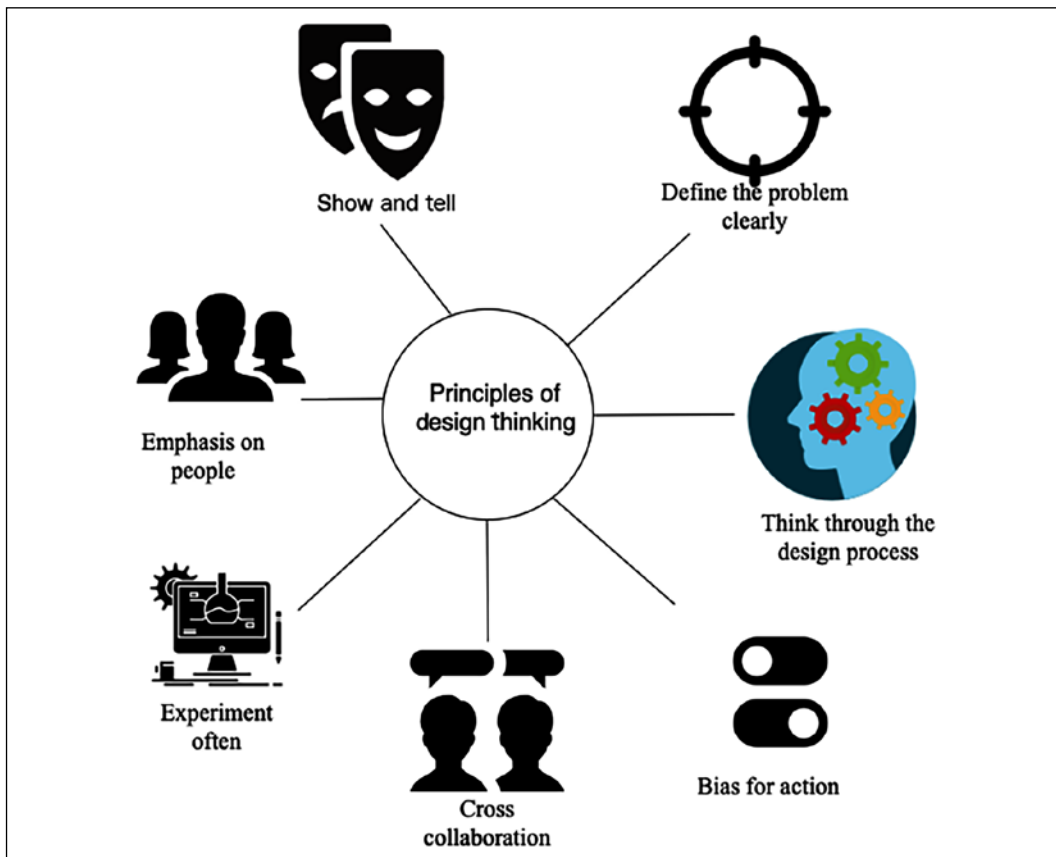 Show and tell
Define the problem
clearly
Principles of
design thinking
Emphasis on
people
Think through the
design process
Experiment
often
Cross
collaboration
Bias for action